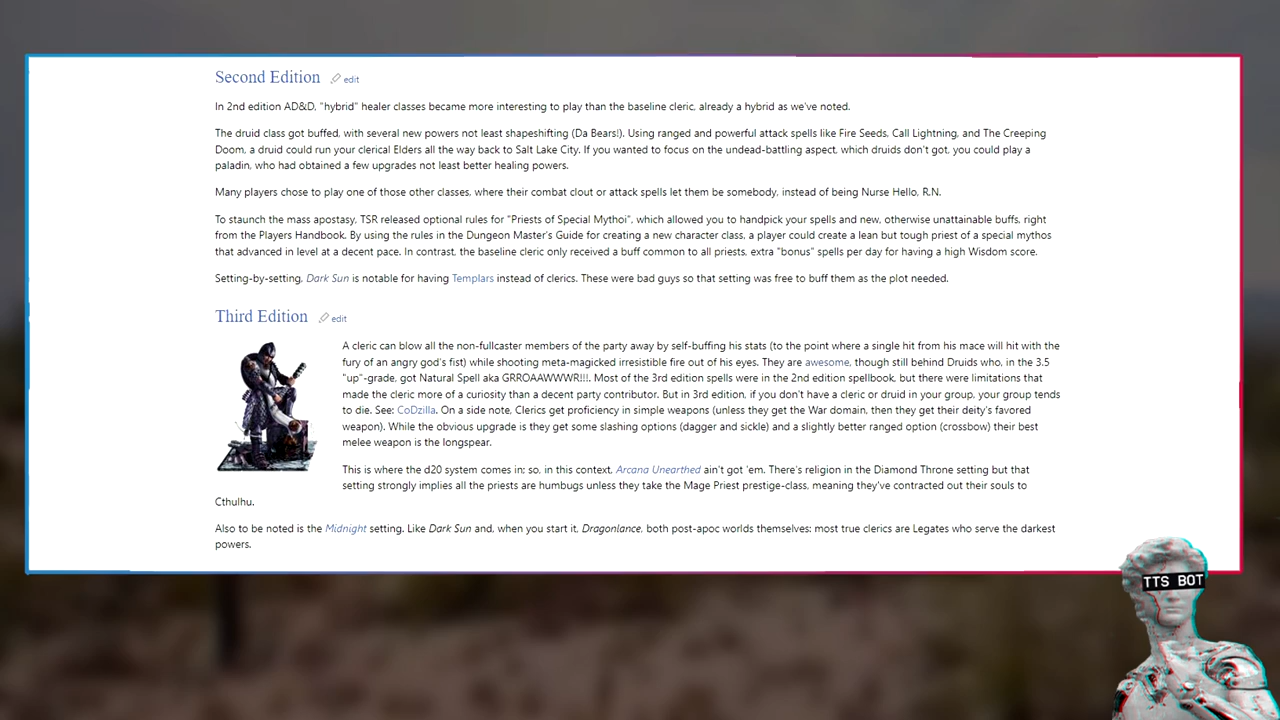 Second Edition edit
In 2nd edition AD&D, "hybrid" healer classes became more interesting to play than the baseline cleric, already a hybrid as we've noted.
The druid class got buffed, with several new powers not least shapeshifting (Da Bears!). Using ranged and powerful attack spells like Fire Seeds, Call Lightning, and The Creeping
Doom, a druid could run your clerical Elders all the way back to Salt Lake City. If you wanted to focus on the undead-battling aspect, which druids don't got, you could play a
paladin, who had obtained a few upgrades not least better healing powers.
Many players chose to play one of those other classes, where their combat clout or attack spells let them be somebody, instead of being Nurse Hello, R.N.
To staunch the mass apostasy, TSR released optional rules for "Priests of Special Mythoi", which allowed you to handpick your spells and new, otherwise unattainable buffs, right
from the Players Handbook. By using the rules in the Dungeon Master's Guide for creating a new character class, a player could create a lean but tough priest of a special mythos
that advanced in level at a decent pace. In contrast, the baseline cleric only received a buff common to all priests, extra "bonus" spells per day for having a high Wisdom score.
Setting-by-setting, Dark Sun is notable for having Templars instead of clerics. These were bad guys so that setting was free to buff them as the plot needed.
Third Edition edit
A cleric can blow all the non-fullcaster members of the party away by self-buffing his stats (to the point where a single hit from his mace will hit with the
fury of an angry god's fist) while shooting meta-magicked irresistible fire out of his eyes. They are awesome, though still behind Druids who, in the 3.5
"up"-grade, got Natural Spell aka GRROAAWWWR!!!. Most of the 3rd edition spells were in the 2nd edition spellbook, but there were limitations that
made the cleric more of a curiosity than a decent party contributor. But in 3rd edition, if you don't have a cleric or druid in your group, your group tends
to die. See: CoDzilla. On a side note, Clerics get proficiency in simple weapons (unless they get the War domain, then they get their deity's favored
weapon). While the obvious upgrade is they get some slashing options (dagger and sickle) and a slightly better ranged option (crossbow) their best
melee weapon is the longspear.
This is where the d20 system comes in; so, in this context, Arcana Unearthed ain't got 'em. There's religion in the Diamond Throne setting but that
setting strongly implies all the priests are humbugs unless they take the Mage Priest prestige-class, meaning they've contracted out their souls to
Cthulhu.
Also to be noted is the Midnight setting. Like Dark Sun and, when you start it, Dragonlance, both post-apoc worlds themselves: most true clerics are Legates who serve the darkest
powers.
TTS BOT